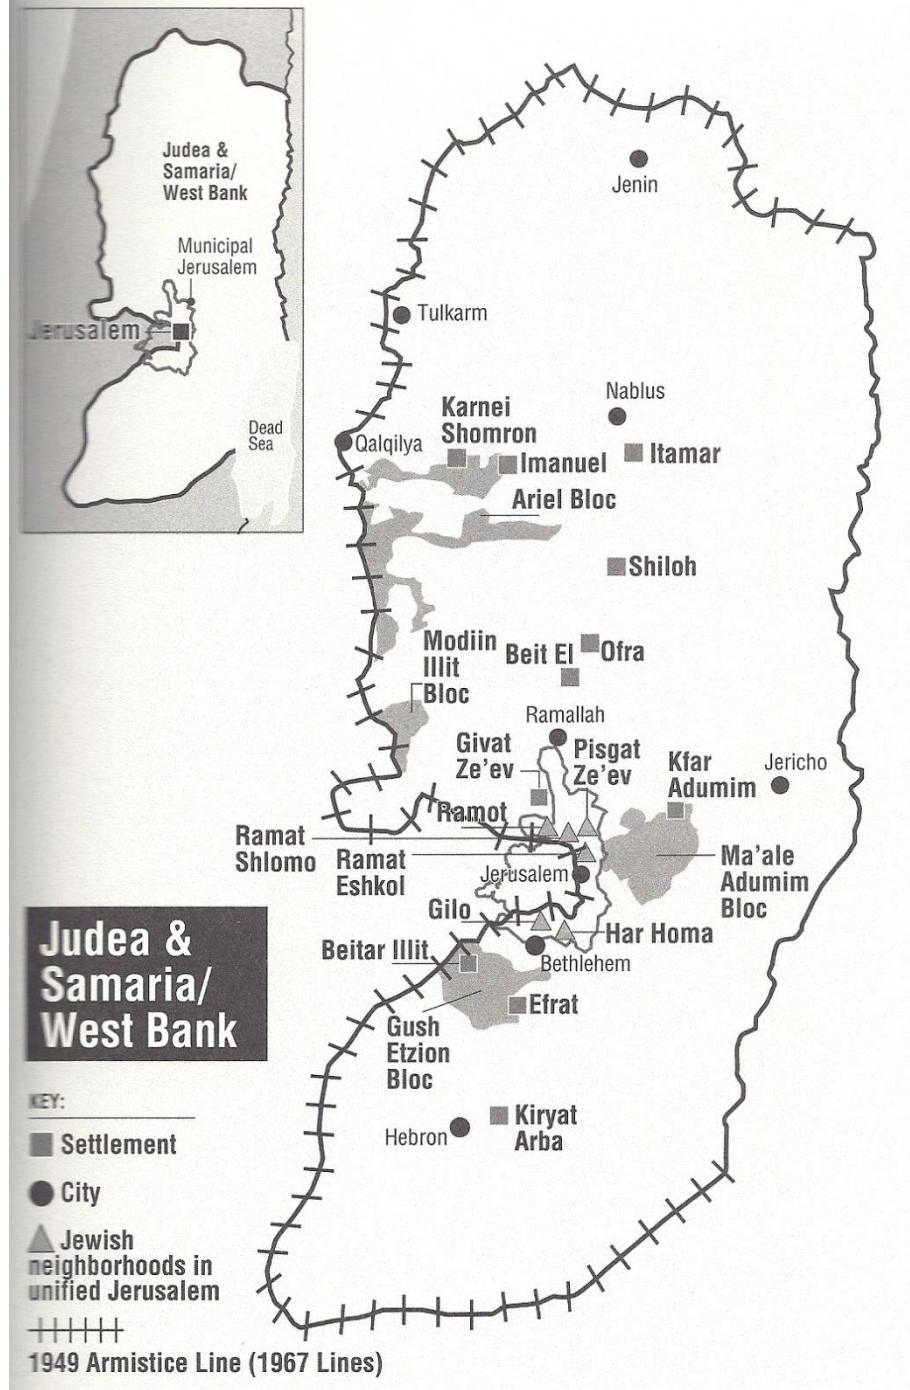 Judea &
Samaria/
West Bank
Municipal
Jerusalem
Jerusalem
Dead
Sea
Jenin
Tulkarm
Nablus
Karnei
Shomron
Qalqilya
Imanuel
Itamar
Ariel Bloc
Shiloh
Modiin
Illit
Bloc
Beit El
Ofra
Ramallah
Givat
Ze'ev
Pisgat
Ze'ev
Kfar
Adumim
Jericho
Ramot
Ramat
Shlomo
Ramat
Eshkol
Jerusalem
Ma'ale
Adumim
Bloc
Gilo
Har Homa
Beitar Illit
Bethlehem
Efrat
Gush
Etzion
Bloc
Hebron
Kiryat
Arba
Judea &
Samaria/
West Bank
KEY:
Settlement
City
Jewish
neighborhoods in
unified Jerusalem
1949 Armistice Line (1967 Lines)